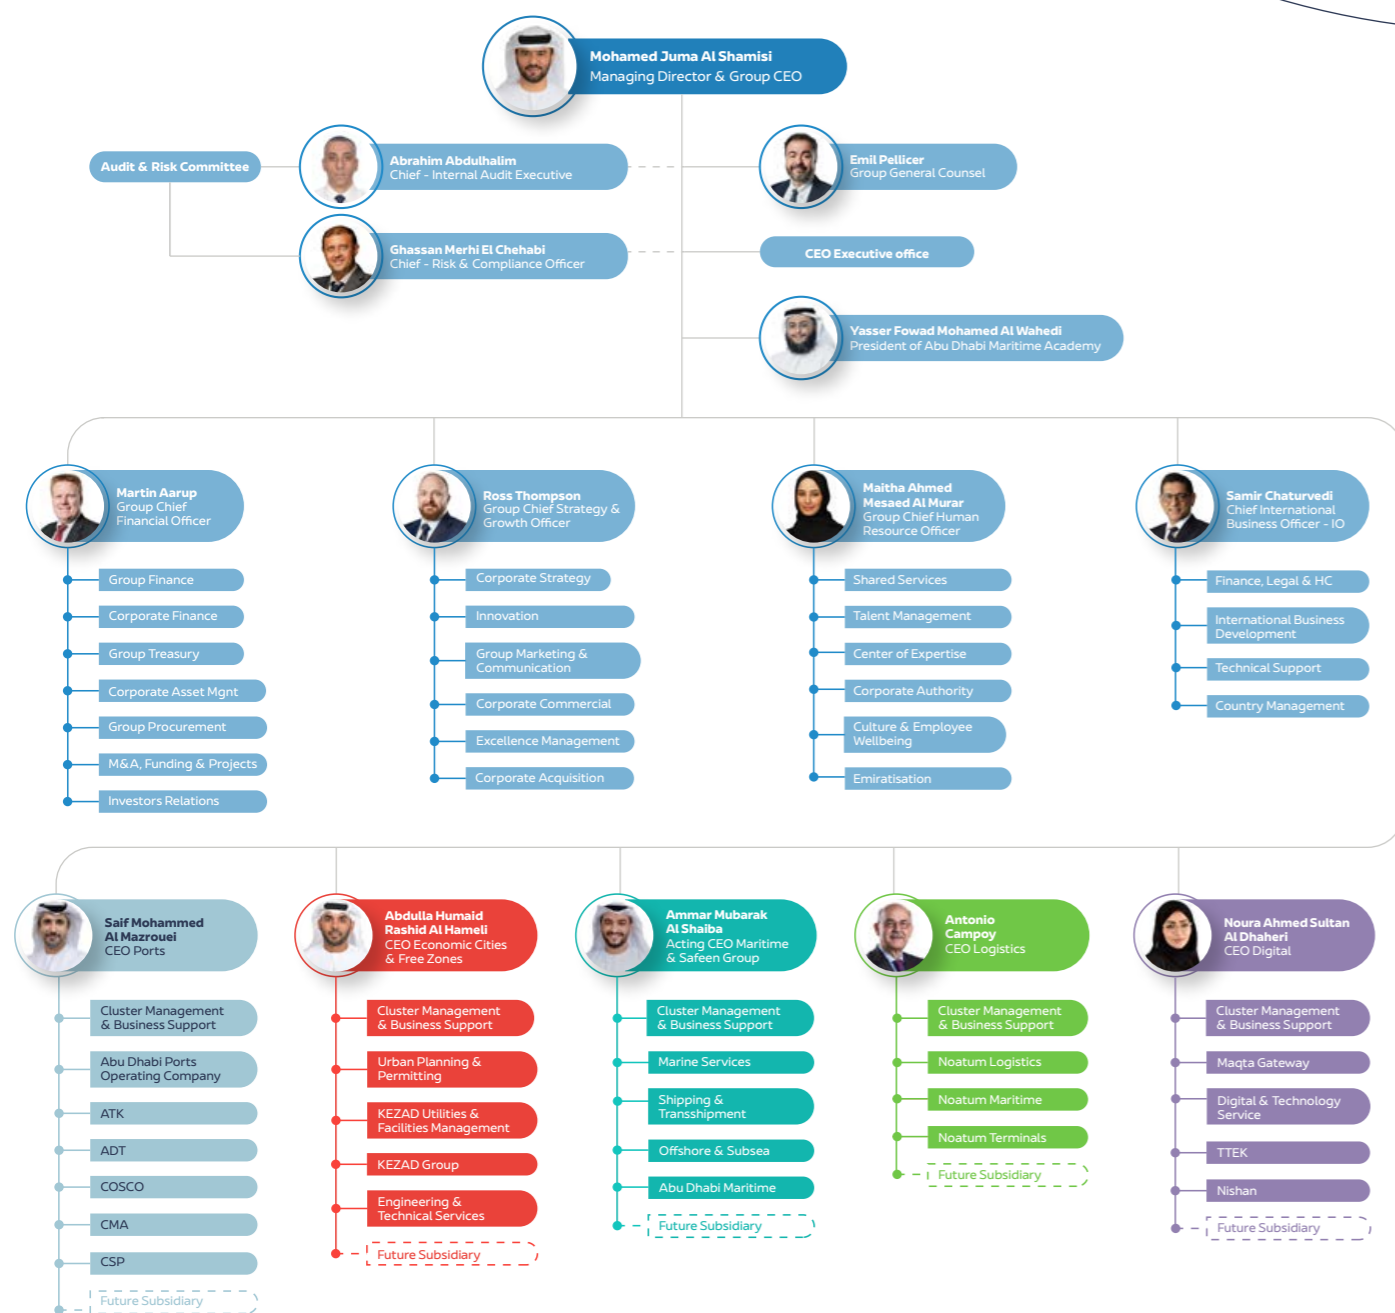 Mohamed Juma Al Shamisi
Managing Director & Group CEO
Audit & Risk Committee
Abrahim Abdulhalim
Chief - Internal Audit Executive
Emil Pellicer
Group General Counsel
Ghassan Merhi El Chehabi
Chief - Risk & Compliance Officer
CEO Executive office
Yasser Fowad Mohamed Al Wahedi
President of Abu Dhabi Maritime Academy
Martin Aarup
Group Chief
Financial Officer
Group Finance
Corporate Finance
Group Treasury
Corporate Asset Mgnt
Group Procurement
M&A, Funding & Projects
Investors Relations
Ross Thompson
Group Chief Strategy &
Growth Officer
Corporate Strategy
Innovation
Group Marketing &
Communication
Corporate Commercial
Excellence Management
Corporate Acquisition
Maitha Ahmed
Mesaed Al Murar
Group Chief Human
Resource Officer
Shared Services
Talent Management
Center of Expertise
Corporate Authority
Culture & Employee
Wellbeing
Emiratisation
Samir Chaturvedi
Chief International
Business Officer - IO
Finance, Legal & HC
International Business
Development
Technical Support
Country Management
Saif Mohammed
Al Mazrouei
CEO Ports
Cluster Management
& Business Support
Abu Dhabi Ports
Operating Company
ATK
ADT
COSCO
CMA
CSP
Future Subsidiary
Abdulla Humaid
Rashid Al Hameli
CEO Economic Cities
& Free Zones
Cluster Management
& Business Support
Urban Planning &
Permitting
KEZAD Utilities &
Facilities Management
KEZAD Group
Engineering &
Technical Services
Future Subsidiary
Ammar Mubarak
Al Shaiba
Acting CEO Maritime
& Safeen Group
Cluster Management
& Business Support
Marine Services
Shipping &
Transshipment
Offshore & Subsea
Abu Dhabi Maritime
Future Subsidiary
Antonio
Campoy
CEO Logistics
Cluster Management
& Business Support
Noatum Logistics
Noatum Maritime
Noatum Terminals
Future Subsidiary
Noura Ahmed Sultan
Al Dhaheri
CEO Digital
Cluster Management
& Business Support
Maqta Gateway
Digital & Technology
Service
TTEK
Nishan
Future Subsidiary